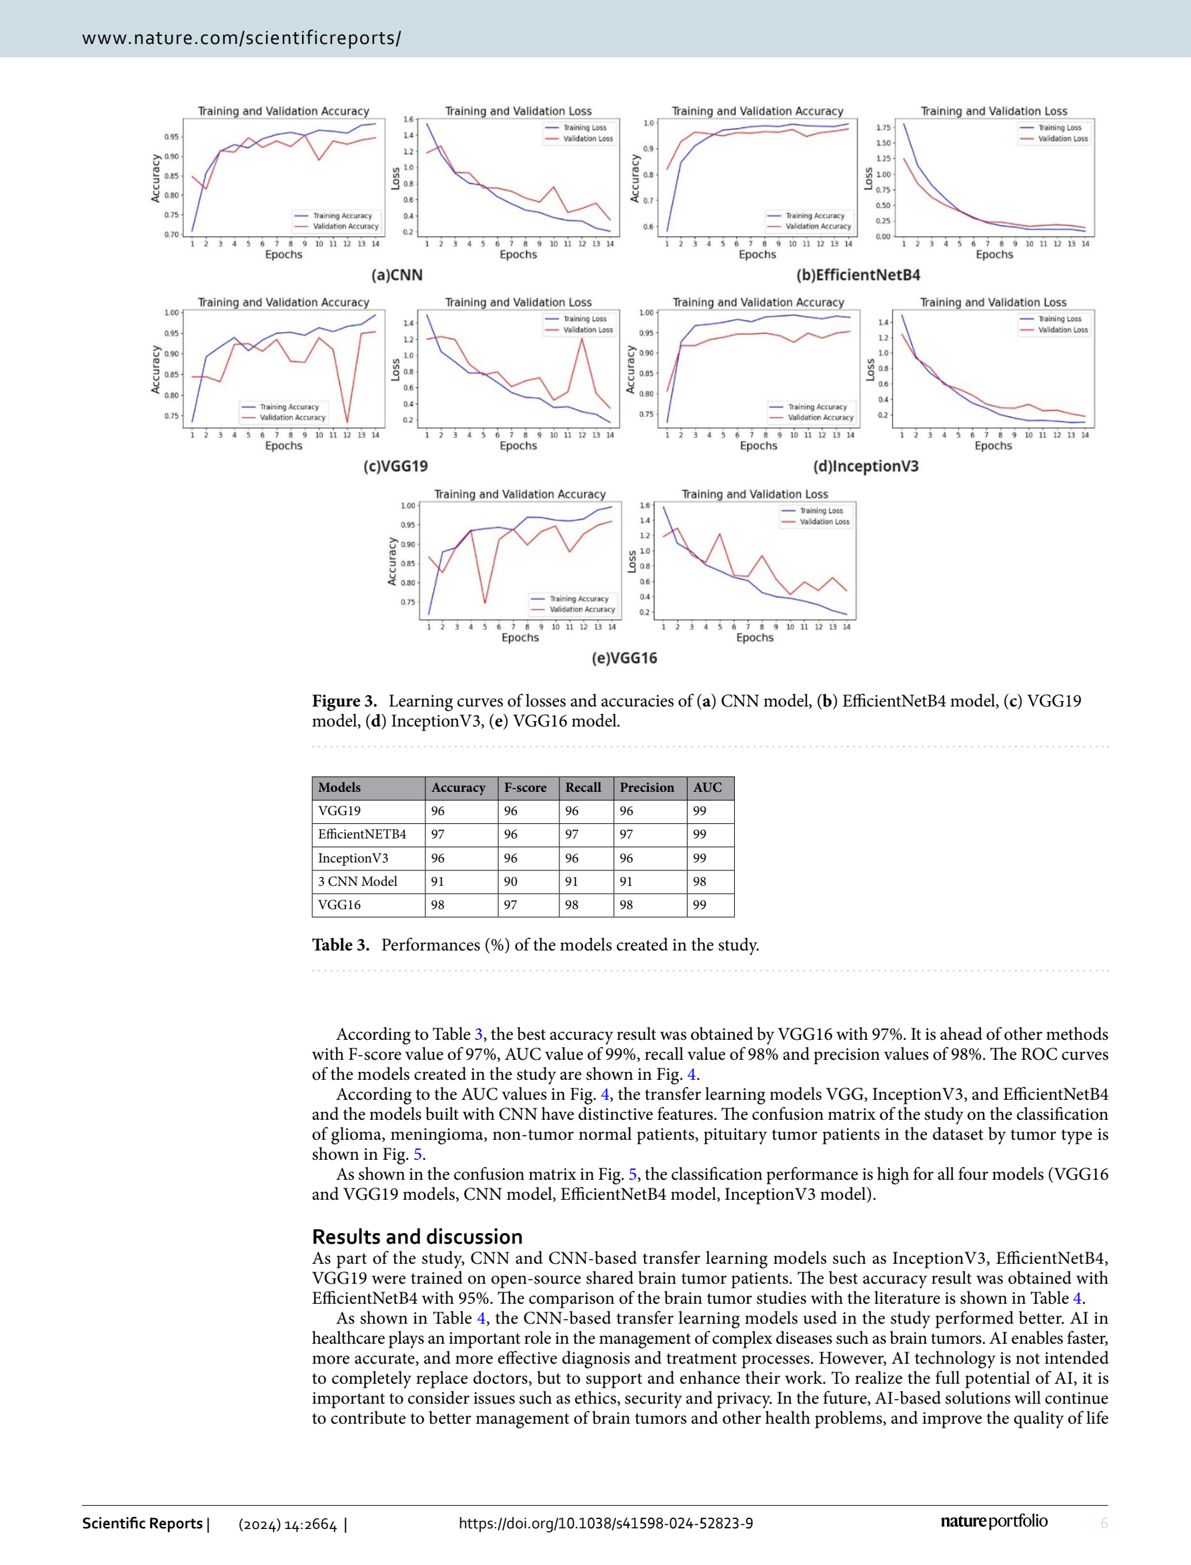 www.nature.com/scientificreports/
Training and Validation Accuracy
Accuracy
0.95
0.90
0.85
0.80
0.75
0.70
Training Accuracy
Validation Accuracy
1 2 3 4 5 6 7 8 9 10 11 12 13 14
Epochs
Training and Validation Loss
Loss
1.6
1.4
1.2
1.0
0.8
0.6
0.4
0.2
Training Loss
Validation Loss
1 2 3 4 5 6 7 8 9 10 11 12 13 14
Epochs
(a)CNN
Training and Validation Accuracy
Accuracy
1.0
0.9
0.8
0.7
0.6
Training Accuracy
Validation Accuracy
1 2 3 4 5 6 7 8 9 10 11 12 13 14
Epochs
Training and Validation Loss
Loss
1.75
1.50
1.25
1.00
0.75
0.50
0.25
0.00
Training Loss
Validation Loss
1 2 3 4 5 6 7 8 9 10 11 12 13 14
Epochs
(b)EfficientNetB4
Training and Validation Accuracy
Accuracy
1.00
0.95
0.90
0.85
0.80
0.75
Training Accuracy
Validation Accuracy
1 2 3 4 5 6 7 8 9 10 11 12 13 14
Epochs
Training and Validation Loss
Loss
1.4
1.2
1.0
0.8
0.6
0.4
0.2
Training Loss
Validation Loss
1 2 3 4 5 6 7 8 9 10 11 12 13 14
Epochs
(c)VGG19
Training and Validation Accuracy
Accuracy
1.00
0.95
0.90
0.85
0.80
0.75
Training Accuracy
Validation Accuracy
1 2 3 4 5 6 7 8 9 10 11 12 13 14
Epochs
Training and Validation Loss
Loss
1.4
1.2
1.0
0.8
0.6
0.4
0.2
Training Loss
Validation Loss
1 2 3 4 5 6 7 8 9 10 11 12 13 14
Epochs
(d)InceptionV3
Training and Validation Accuracy
Accuracy
1.00
0.95
0.90
0.85
0.80
0.75
Training Accuracy
Validation Accuracy
1 2 3 4 5 6 7 8 9 10 11 12 13 14
Epochs
Training and Validation Loss
Loss
1.6
1.4
1.2
1.0
0.8
0.6
0.4
0.2
Training Loss
Validation Loss
1 2 3 4 5 6 7 8 9 10 11 12 13 14
Epochs
(e)VGG16
Figure 3. Learning curves of losses and accuracies of (a) CNN model, (b) EfficientNetB4 model, (c) VGG19
model, (d) InceptionV3, (e) VGG16 model.
Models Accuracy F-score Recall Precision AUC
VGG19 96 96 96 96 99
EfficientNETB4 97 96 97 97 99
InceptionV3 96 96 96 96 99
3 CNN Model 91 90 91 91 98
VGG16 98 97 98 98 99
Table 3. Performances (%) of the models created in the study.
According to Table 3, the best accuracy result was obtained by VGG16 with 97%. It is ahead of other methods
with F-score value of 97%, AUC value of 99%, recall value of 98% and precision values of 98%. The ROC curves
of the models created in the study are shown in Fig. 4.
According to the AUC values in Fig. 4, the transfer learning models VGG, InceptionV3, and EfficientNetB4
and the models built with CNN have distinctive features. The confusion matrix of the study on the classification
of glioma, meningioma, non-tumor normal patients, pituitary tumor patients in the dataset by tumor type is
shown in Fig. 5.
As shown in the confusion matrix in Fig. 5, the classification performance is high for all four models (VGG16
and VGG19 models, CNN model, EfficientNetB4 model, InceptionV3 model).
Results and discussion
As part of the study, CNN and CNN-based transfer learning models such as InceptionV3, EfficientNetB4,
VGG19 were trained on open-source shared brain tumor patients. The best accuracy result was obtained with
EfficientNetB4 with 95%. The comparison of the brain tumor studies with the literature is shown in Table 4.
As shown in Table 4, the CNN-based transfer learning models used in the study performed better. AI in
healthcare plays an important role in the management of complex diseases such as brain tumors. AI enables faster,
more accurate, and more effective diagnosis and treatment processes. However, AI technology is not intended
to completely replace doctors, but to support and enhance their work. To realize the full potential of AI, it is
important to consider issues such as ethics, security and privacy. In the future, AI-based solutions will continue
to contribute to better management of brain tumors and other health problems, and improve the quality of life
Scientific Reports | (2024) 14:2664 | https://doi.org/10.1038/s41598-024-52823-9 natureportfolio 6